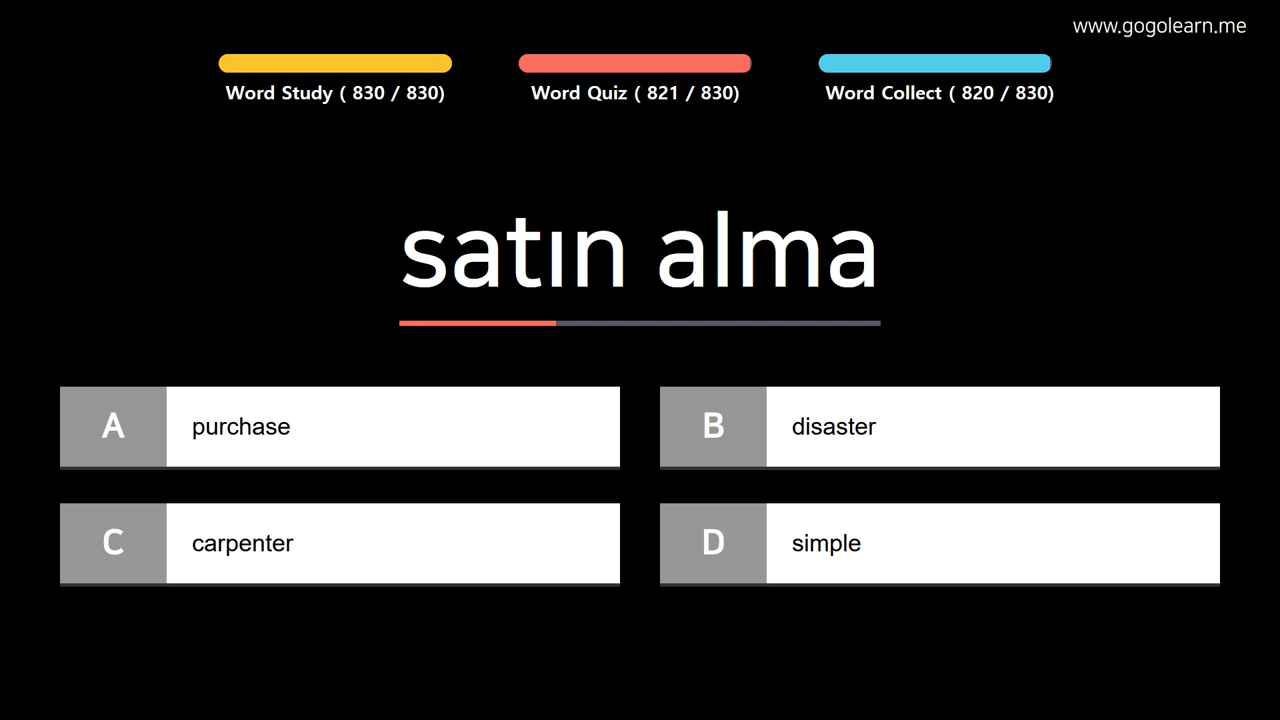 www.gogolearn.me
Word Study ( 830 / 830)
Word Quiz ( 821 / 830)
Word Collect ( 820 / 830)
satın alma
A purchase
B disaster
C carpenter
D simple